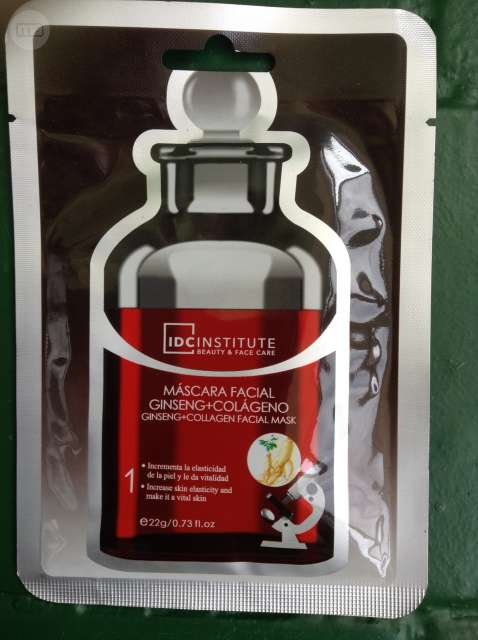 IDC INSTITUTE
BEAUTY & FACE CARE
MÁSCARA FACIAL
GINSENG+COLÁGENO
GINSENG+COLLAGEN FACIAL MASK
1
• Incrementa la elasticidad
de la piel y le da vitalidad
• Increase skin elasticity and
make it a vital skin
e22g/0.73 fl.oz